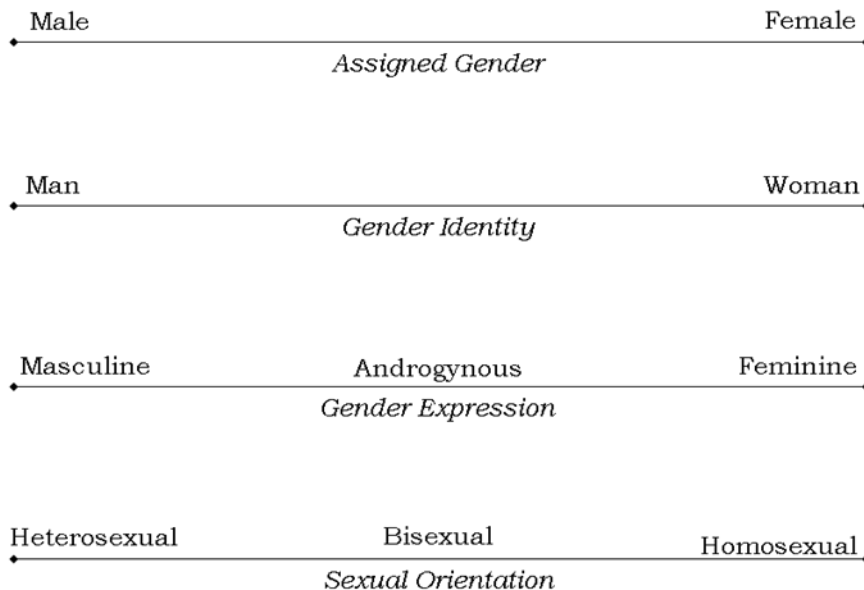 Male Female
Assigned Gender
Man Woman
Gender Identity
Masculine Androgynous Feminine
Gender Expression
Heterosexual Bisexual Homosexual
Sexual Orientation